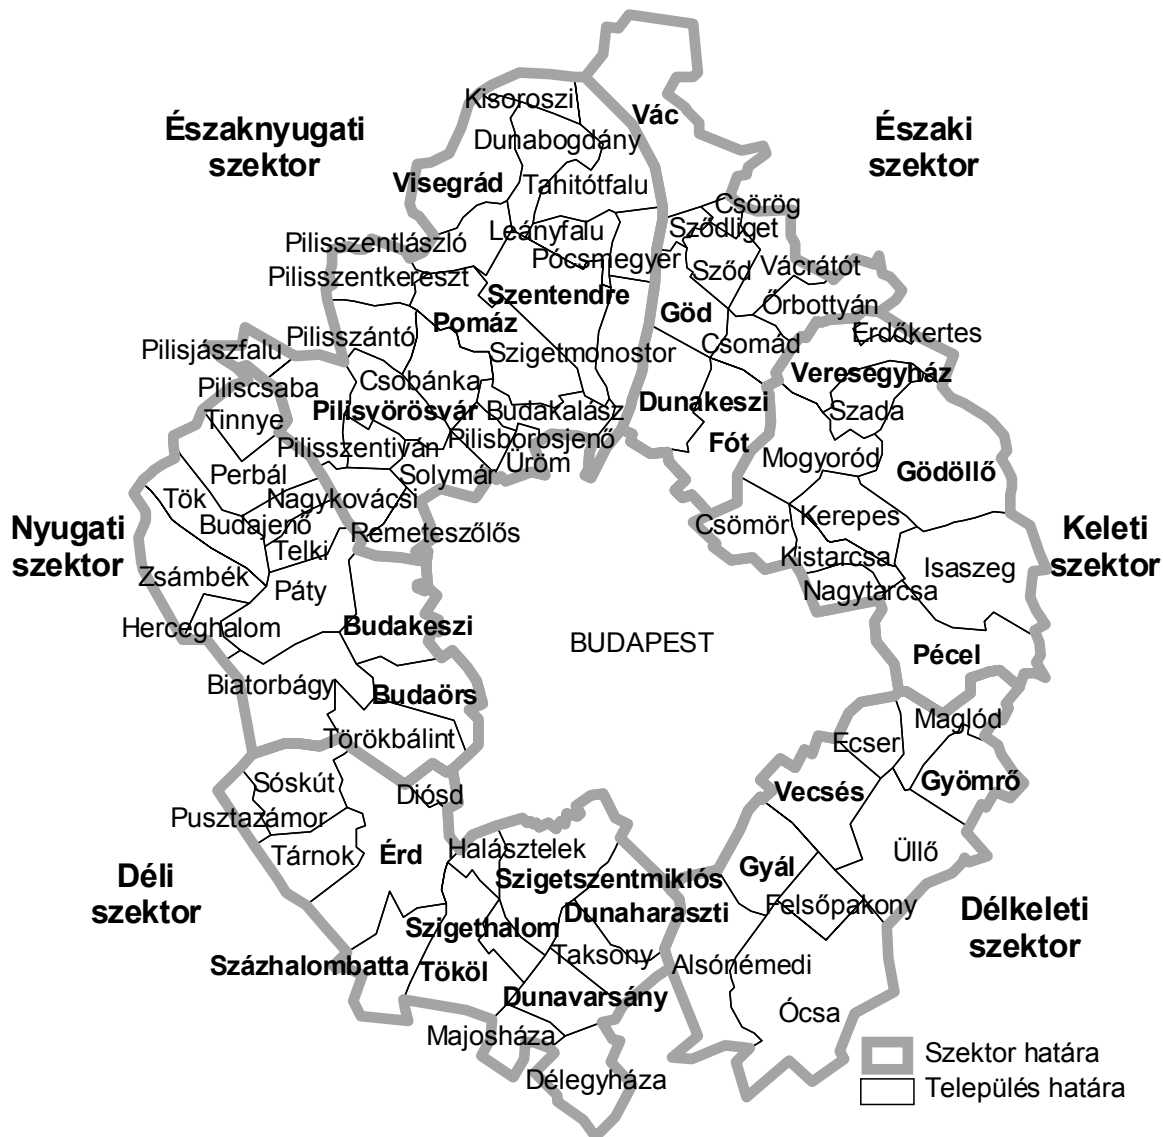 Északnyugati
szektor
Északi
szektor
Kisoroszi
Vác
Dunabogdány
Visegrád
Tahitótfalu
Csörög
Leányfalu
Sződliget
Pilisszentlászló
Pócsmegyer
Sződ
Vácrátót
Pilisszentkereszt
Szentendre
Őrbottyán
Göd
Pomáz
Erdőkertes
Pilisszántó
Csomád
Pilisjászfalu
Szigetmonostor
Veresegyház
Piliscsaba
Csobánka
Dunakeszi
Pilisvörösvár
Budakalász
Szada
Tinnye
Pilisszentiván
Pilisborosjenő
Fót
Üröm
Mogyoród
Perbál
Solymár
Gödöllő
Tök
Nagykovácsi
Nyugati
szektor
Budajenő
Remeteszőlős
Csömör
Kerepes
Keleti
szektor
Telki
Kistarcsa
Isaszeg
Zsámbék
Páty
Nagytarcsa
Herceghalom
Budakeszi
BUDAPEST
Pécel
Biatorbágy
Budaörs
Maglód
Törökbálint
Ecser
Sóskút
Diósd
Vecsés
Gyömrő
Pusztazámor
Tárnok
Érd
Halásztelek
Üllő
Déli
szektor
Szigetszentmiklós
Gyál
Dunaharaszti
Felsőpakony
Délkeleti
szektor
Szigethalom
Taksony
Százhalombatta
Tököl
Alsónémedi
Dunavarsány
Ócsa
Majosháza
Délegyháza
Szektor határa
Település határa